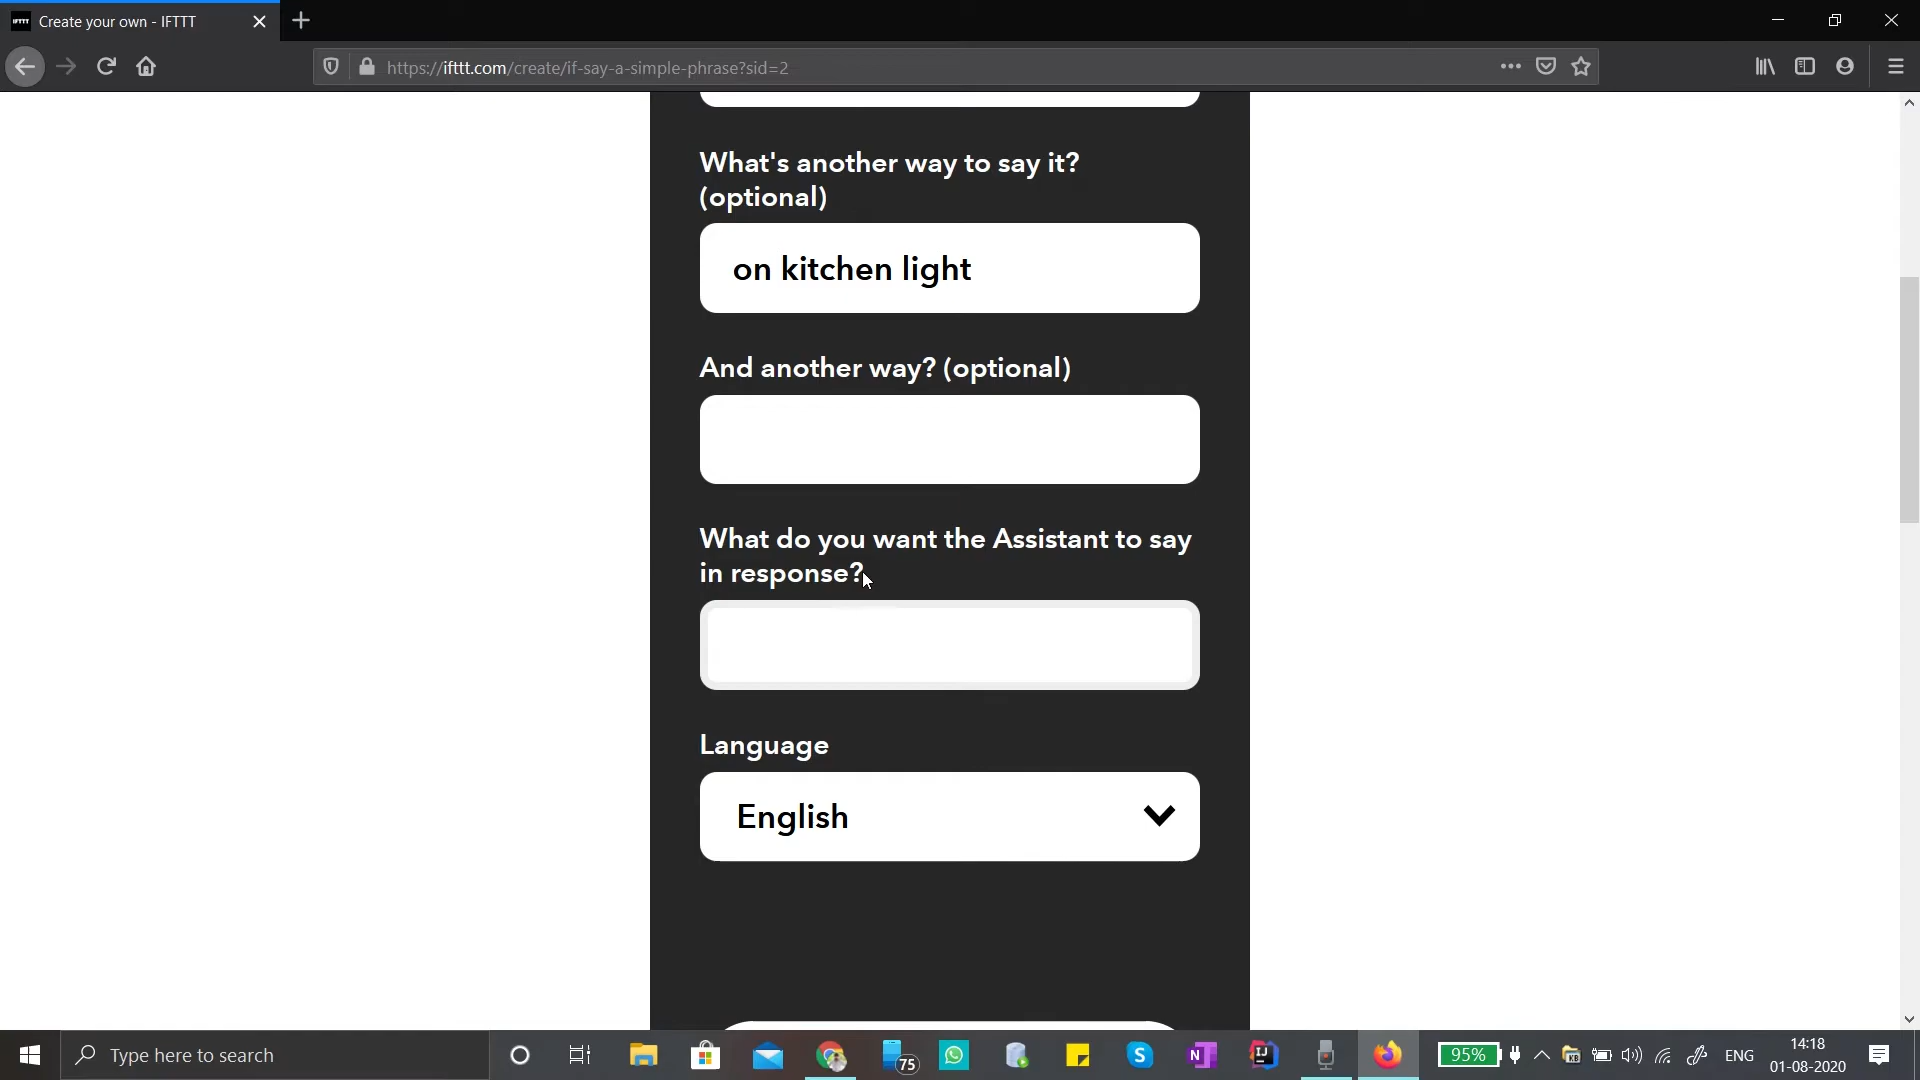 Create your own - IFTTT
https://ifttt.com/create/if-say-a-simple-phrase?sid=2
What's another way to say it?
(optional)
on kitchen light
And another way? (optional)
What do you want the Assistant to say
in response?
Language
English
Type here to search
75
95%
ENG
14:18
01-08-2020